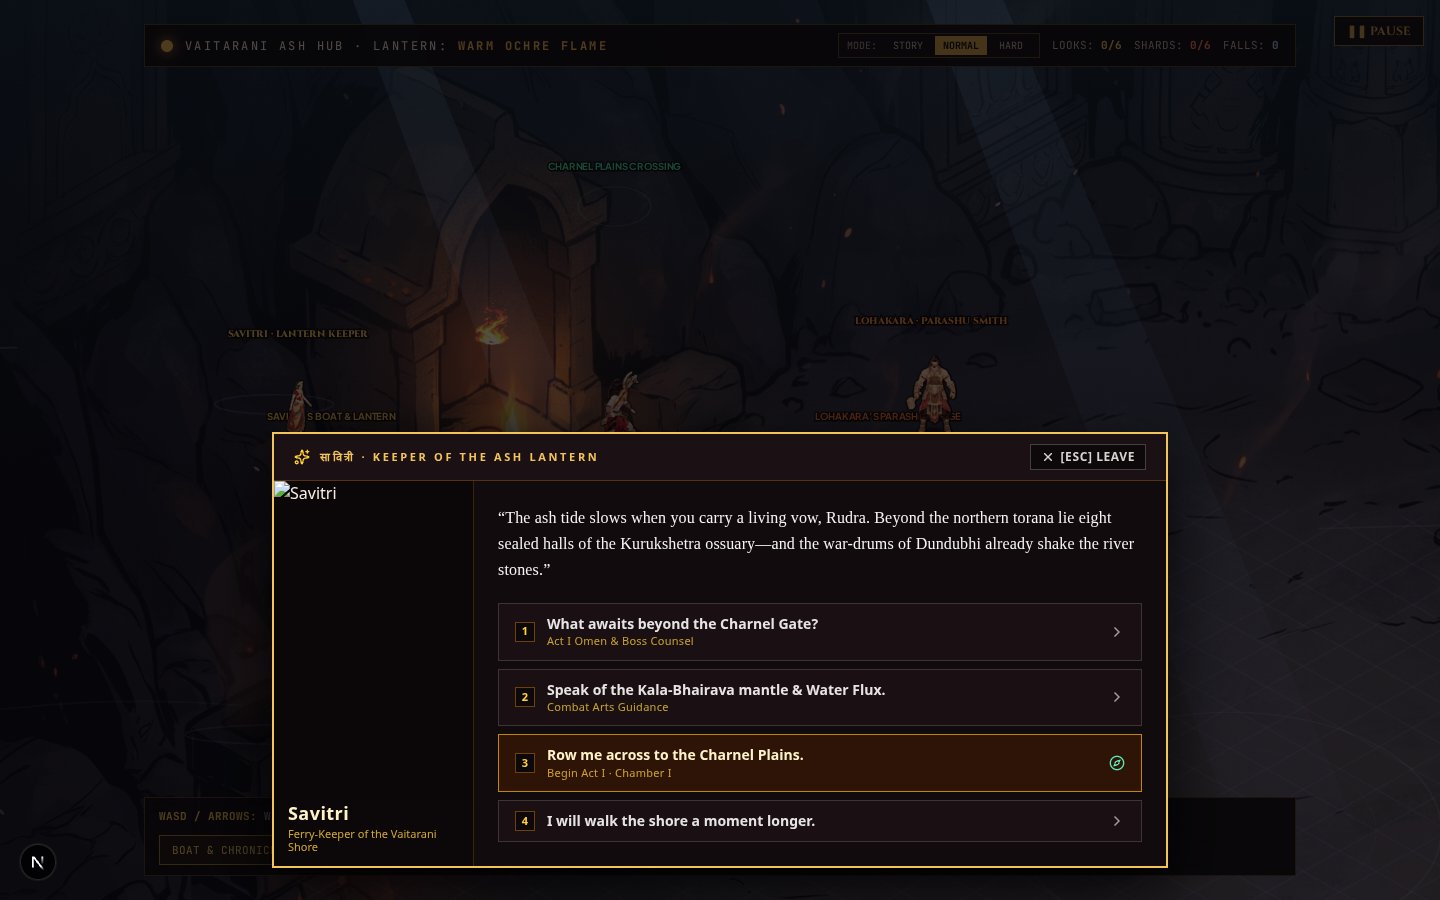 VAITARANI ASH HUB · LANTERN: WARM OCHRE FLAME
MODE: STORY NORMAL HARD
LOOKS: 0/6 SHARDS: 0/6 FALLS: 0
❚❚ PAUSE
CHARNEL PLAINS CROSSING
SAVITRI · LANTERN KEEPER
LOHAKARA · PARASHU SMITH
S BOAT & LANTERN
LOHAKARA'S PARASH
सावित्री · KEEPER OF THE ASH LANTERN
✕ [ESC] LEAVE
Savitri
“The ash tide slows when you carry a living vow, Rudra. Beyond the northern torana lie eight
sealed halls of the Kurukshetra ossuary—and the war-drums of Dundubhi already shake the river
stones.”
1 What awaits beyond the Charnel Gate?
Act I Omen & Boss Counsel
2 Speak of the Kala-Bhairava mantle & Water Flux.
Combat Arts Guidance
3 Row me across to the Charnel Plains.
Begin Act I · Chamber I
4 I will walk the shore a moment longer.
Savitri
Ferry-Keeper of the Vaitarani
Shore
WASD / ARROWS:
BOAT & CHRONIC
N